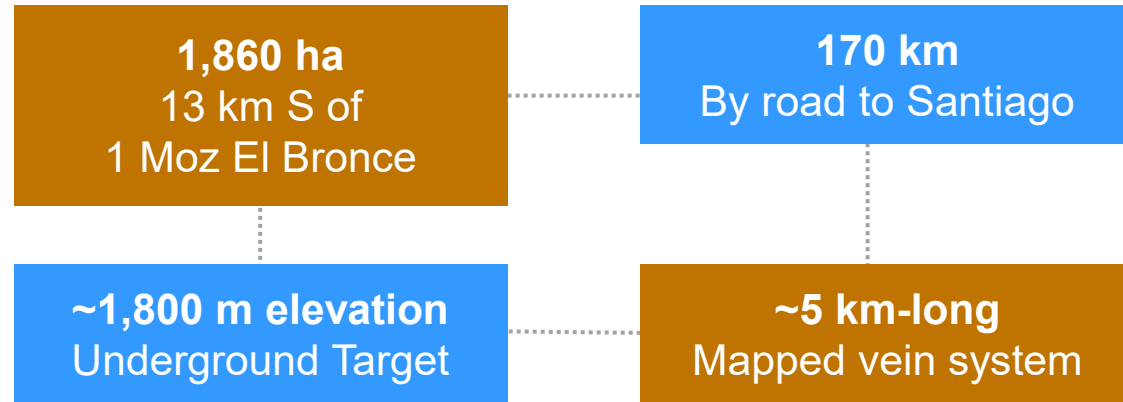 1,860 ha
13 km S of
1 Moz El Bronce
170 km
By road to Santiago
~1,800 m elevation
Underground Target
~5 km-long
Mapped vein system